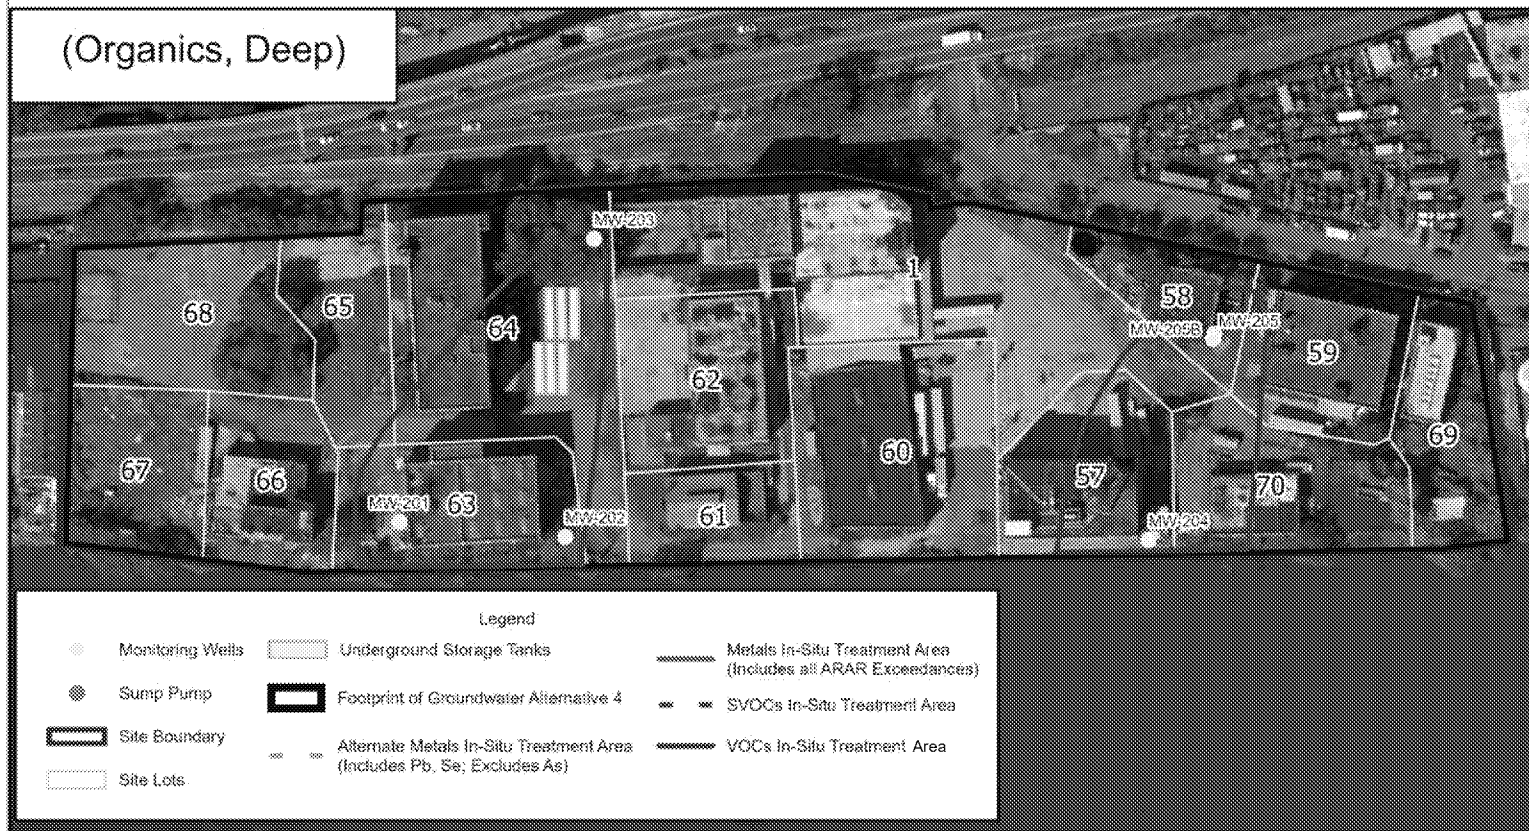 (Organics, Deep)
MW-203
1
58
68
65
64
MW-205B
MW-205
59
62
69
60
67
66
57
70
MW-201
63
MW-202
61
MW-204
Legend
Monitoring Wells
Underground Storage Tanks
Metals In-Situ Treatment Area
(Includes all ARAR Exceedances)
Sump Pump
Footprint of Groundwater Alternative 4
SVOCs In-Situ Treatment Area
Site Boundary
Alternate Metals In-Situ Treatment Area
(Includes Pb, Se; Excludes As)
VOCs In-Situ Treatment Area
Site Lots